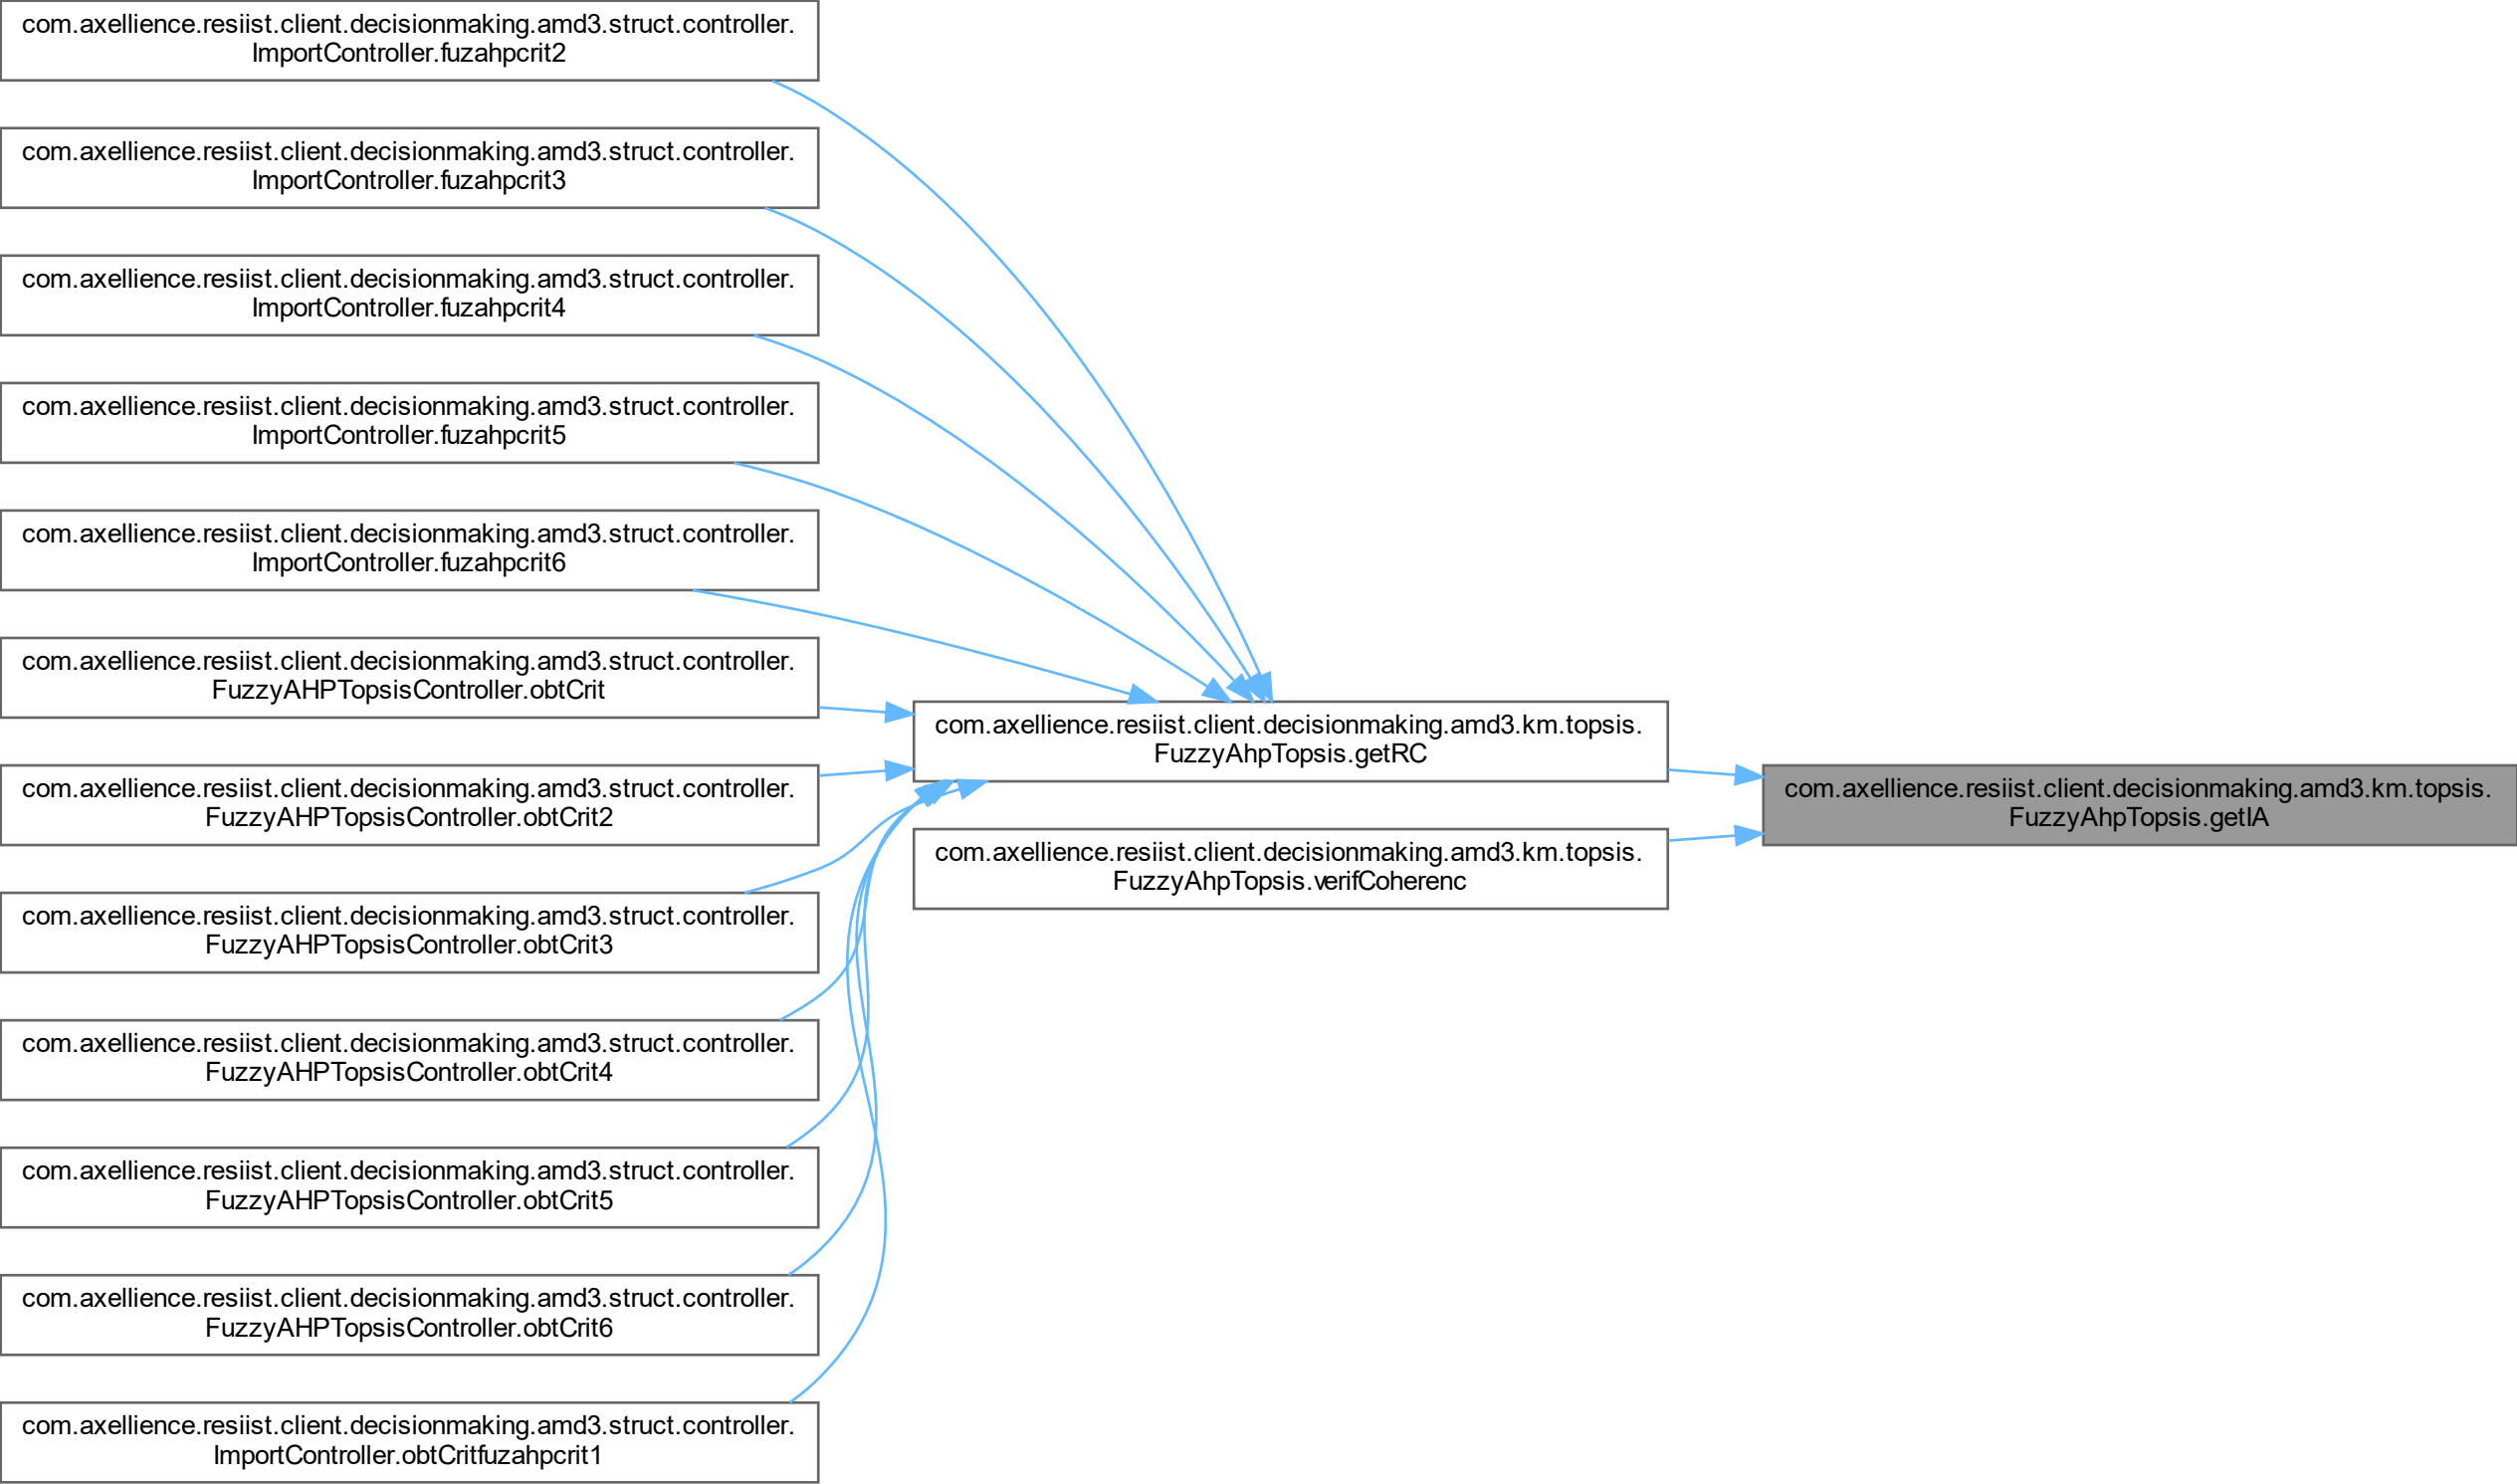 com.axellience.resiist.client.decisionmaking.amd3.struct.controller.
ImportController.fuzahpcrit2
com.axellience.resiist.client.decisionmaking.amd3.struct.controller.
ImportController.fuzahpcrit3
com.axellience.resiist.client.decisionmaking.amd3.struct.controller.
ImportController.fuzahpcrit4
com.axellience.resiist.client.decisionmaking.amd3.struct.controller.
ImportController.fuzahpcrit5
com.axellience.resiist.client.decisionmaking.amd3.struct.controller.
ImportController.fuzahpcrit6
com.axellience.resiist.client.decisionmaking.amd3.struct.controller.
FuzzyAHPTopsisController.obtCrit
com.axellience.resiist.client.decisionmaking.amd3.struct.controller.
FuzzyAHPTopsisController.obtCrit2
com.axellience.resiist.client.decisionmaking.amd3.struct.controller.
FuzzyAHPTopsisController.obtCrit3
com.axellience.resiist.client.decisionmaking.amd3.struct.controller.
FuzzyAHPTopsisController.obtCrit4
com.axellience.resiist.client.decisionmaking.amd3.struct.controller.
FuzzyAHPTopsisController.obtCrit5
com.axellience.resiist.client.decisionmaking.amd3.struct.controller.
FuzzyAHPTopsisController.obtCrit6
com.axellience.resiist.client.decisionmaking.amd3.struct.controller.
ImportController.obtCritfuzahpcrit1
com.axellience.resiist.client.decisionmaking.amd3.km.topsis.
FuzzyAhpTopsis.getRC
com.axellience.resiist.client.decisionmaking.amd3.km.topsis.
FuzzyAhpTopsis.verifCoherenc
com.axellience.resiist.client.decisionmaking.amd3.km.topsis.
FuzzyAhpTopsis.getIA